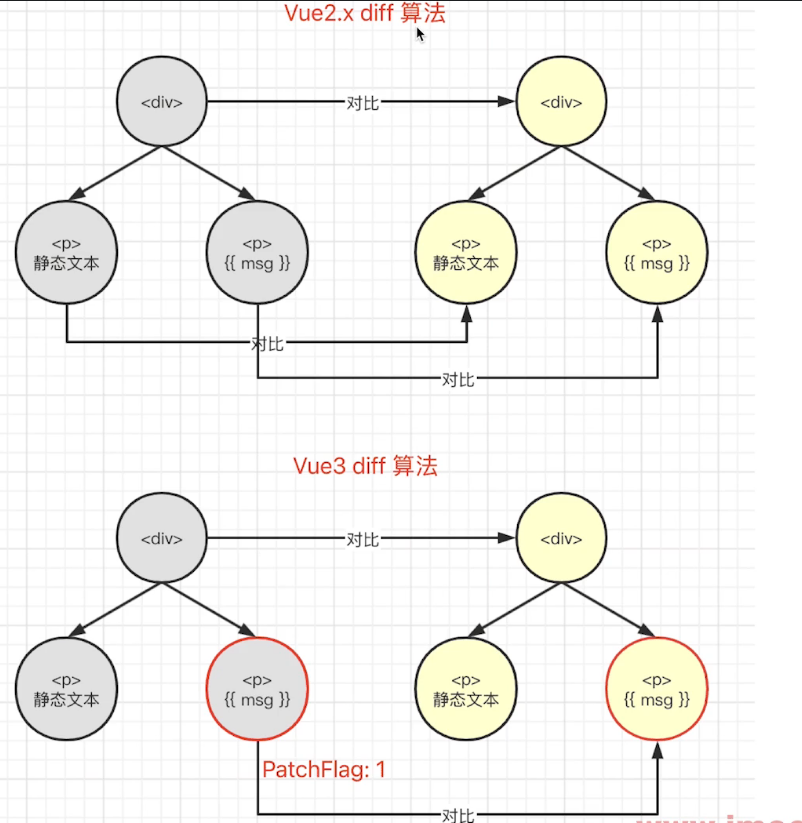 Vue2.x diff 算法
<div>
对比
<div>
<p>
静态文本
<p>
{{ msg }}
<p>
静态文本
<p>
{{ msg }}
对比
对比
Vue3 diff 算法
<div>
对比
<div>
<p>
静态文本
<p>
{{ msg }}
<p>
静态文本
<p>
{{ msg }}
PatchFlag: 1
对比